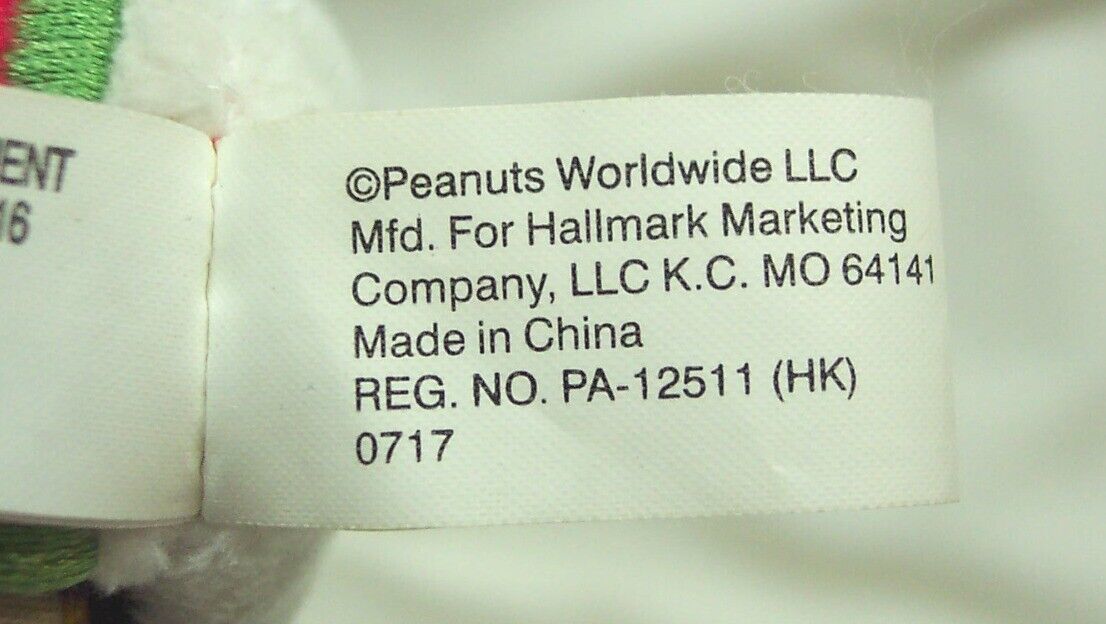 ©Peanuts Worldwide LLC
Mfd. For Hallmark Marketing
Company, LLC K.C. MO 64141
Made in China
REG. NO. PA-12511 (HK)
0717